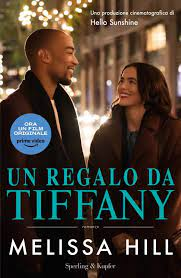 Una produzione cinematografica di
Hello Sunshine
ORA
UN FILM
ORIGINALE
prime video
UN REGALO DA
TIFFANY
romanzo
MELISSA HILL
Sperling & Kupfer